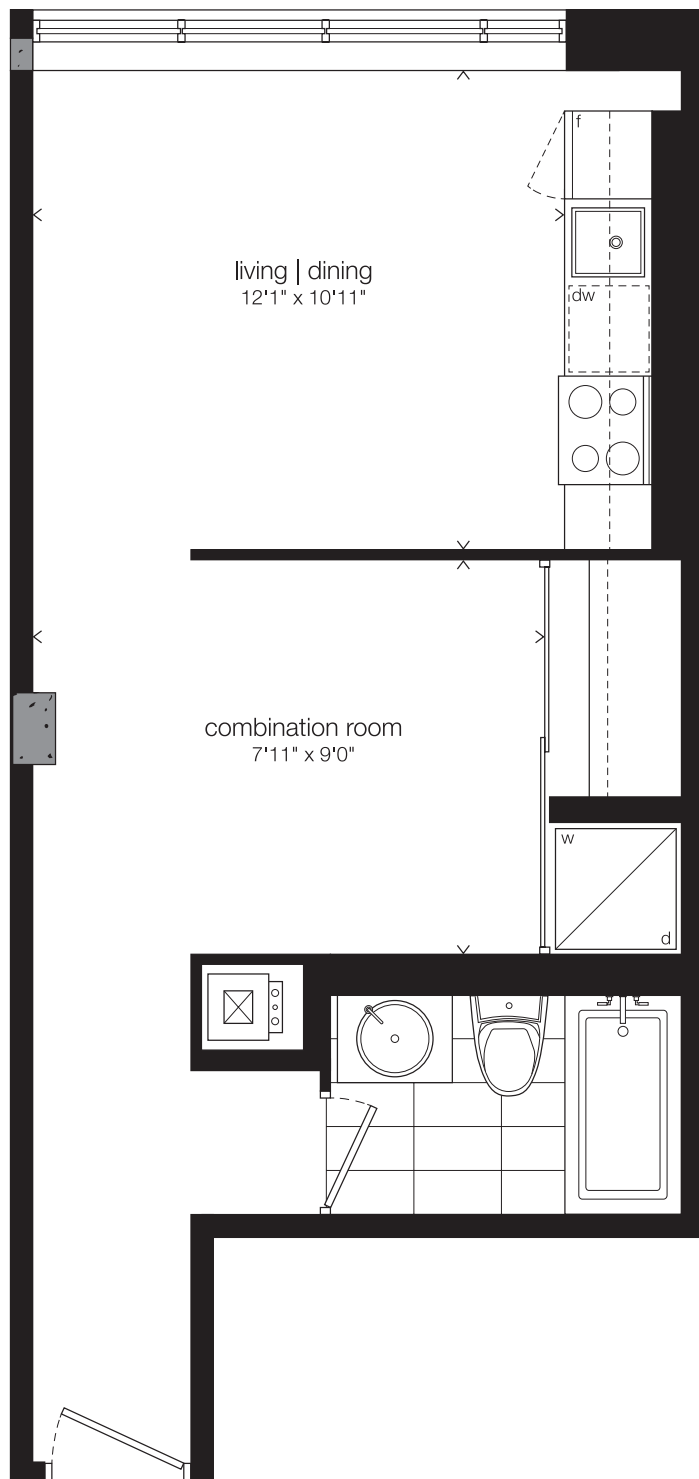 f
living | dining
12'1" x 10'11"
dw
combination room
7'11" x 9'0"
w
d